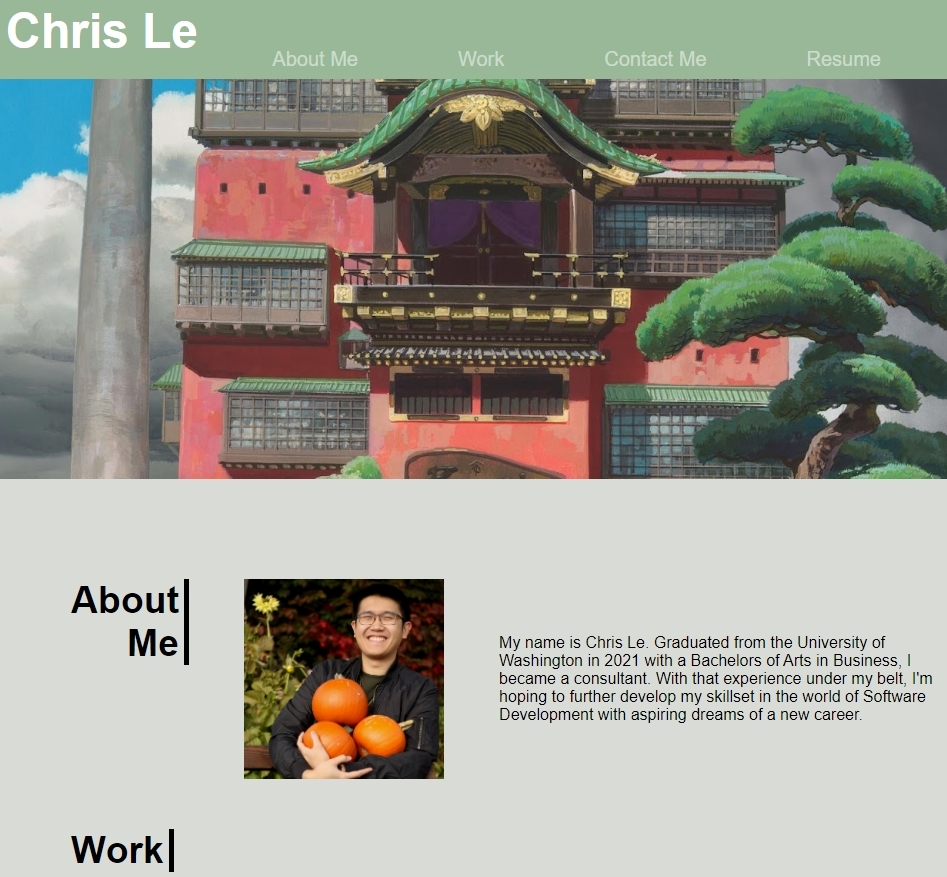 Chris Le
About Me Work Contact Me Resume
About
Me
My name is Chris Le. Graduated from the University of
Washington in 2021 with a Bachelors of Arts in Business, I
became a consultant. With that experience under my belt, I'm
hoping to further develop my skillset in the world of Software
Development with aspiring dreams of a new career.
Work